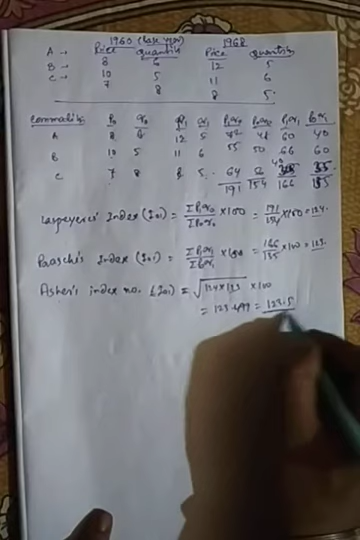 1960 (base year) 1968
A → Price Quantity Price Quantity
B → 8 6 12 5
C → 10 5 11 6
7 8 8 5
Commodities P₀ q₀ P₁ q₁ P₁q₀ P₀q₀ P₁q₁ P₀q₁
A 8 6 12 5 72 48 60 40
B 10 5 11 6 55 50 66 60
C 7 8 8 5 64 56 40 35
191 154 166 135
Index (I₀₁) = ΣP₁q₀/ΣP₀q₀ ×100 = 191/154 ×100 = 124.
Index (I₀₁) = ΣP₁q₁/ΣP₀q₁ ×100 = 166/135 ×100 = 123.
index no. (I₀₁) = √124×123 ×100
= 123.499 = 123.5